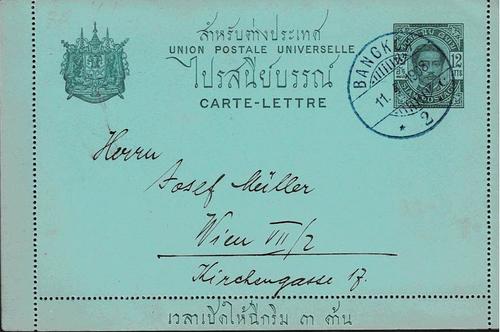 สำหรับต่างประเทศ
UNION POSTALE UNIVERSELLE
ไปรสนียบรรณ์
CARTE-LETTRE
BANGKOK
11.
2
12
Herrn
Josef Müller
Wien VII/2
Kirchengasse 17.
เวลาเปิดให้ฉีกริม ๓ ด้าน